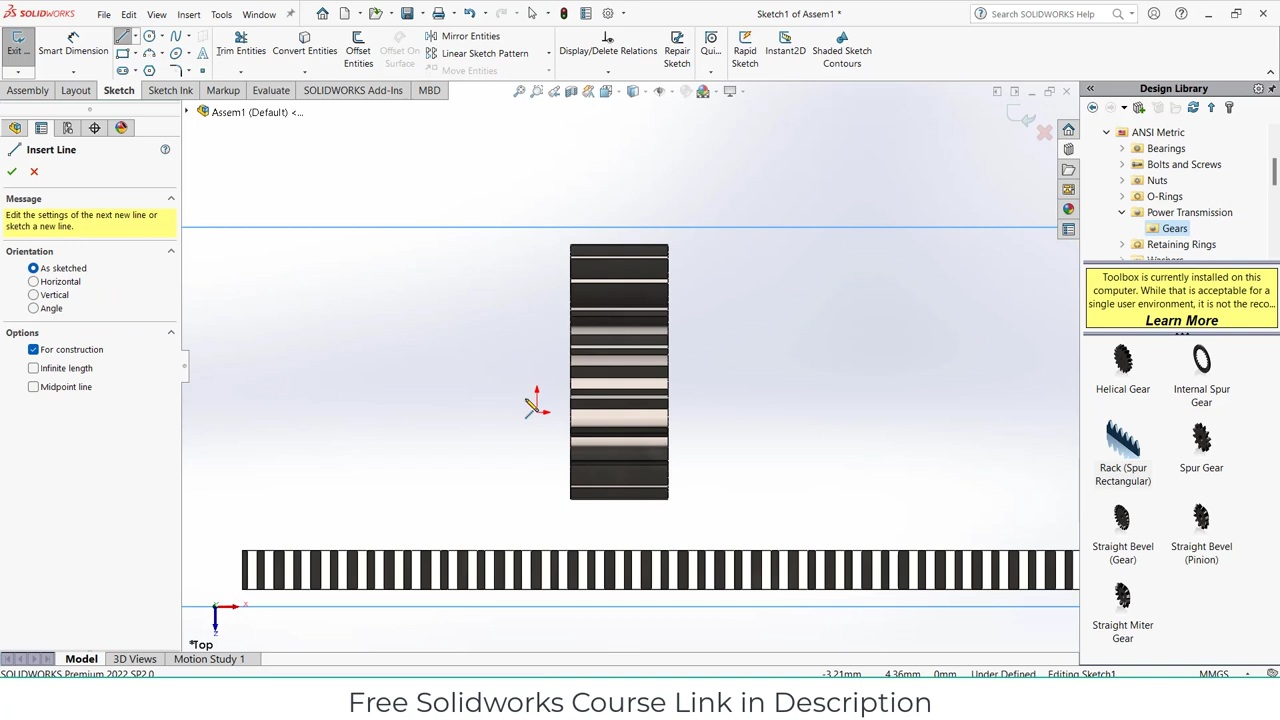 SOLIDWORKS
File
Edit
View
Insert
Tools
Window
Sketch1 of Assem1 *
Search SOLIDWORKS Help
Exit ...
Smart Dimension
Trim Entities
Convert Entities
Offset
Entities
Offset On
Surface
Mirror Entities
Linear Sketch Pattern
Move Entities
Display/Delete Relations
Repair
Sketch
Qui...
Rapid
Sketch
Instant2D
Shaded Sketch
Contours
Assembly
Layout
Sketch
Sketch Ink
Markup
Evaluate
SOLIDWORKS Add-Ins
MBD
Design Library
Assem1 (Default) <...
Insert Line
Message
Edit the settings of the next new line or
sketch a new line.
Orientation
As sketched
Horizontal
Vertical
Angle
Options
For construction
Infinite length
Midpoint line
ANSI Metric
Bearings
Bolts and Screws
Nuts
O-Rings
Power Transmission
Gears
Retaining Rings
Toolbox is currently installed on this
computer. While that is acceptable for a
single user environment, it is not the reco...
Learn More
Helical Gear
Internal Spur
Gear
Rack (Spur
Rectangular)
Spur Gear
Straight Bevel
(Gear)
Straight Bevel
(Pinion)
Straight Miter
Gear
X
Z
*Top
Model
3D Views
Motion Study 1
SOLIDWORKS Premium 2022 SP2.0
-3.21mm
4.36mm
0mm
Under Defined
Editing Sketch1
MMGS
Free Solidworks Course Link in Description